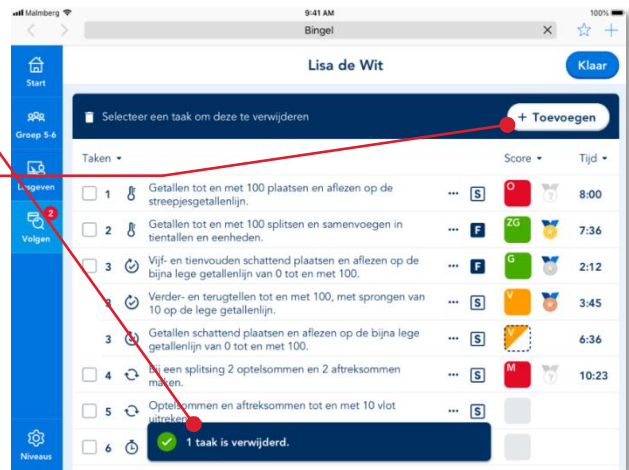 Malmberg
9:41 AM
100%
Bingel
Start
Lisa de Wit
Klaar
Groep 5-6
Selecteer een taak om deze te verwijderen
+ Toevoegen
Taken
Score
Tijd
Lesgeven
1 Getallen tot en met 100 plaatsen en aflezen op de
streepjesgetallenlijn.
... S O 8:00
2
Volgen
2 Getallen tot en met 100 splitsen en samenvoegen in
tientallen en eenheden.
... F ZG 7:36
3 Vijf- en tienvouden schattend plaatsen en aflezen op de
bijna lege getallenlijn van 0 tot en met 100.
... F G 2:12
3 Verder- en terugtellen tot en met 100, met sprongen van
10 op de lege getallenlijn.
... S V 3:45
3 Getallen schattend plaatsen en aflezen op de bijna lege
getallenlijn van 0 tot en met 100.
... S V 6:36
4 Bij een splitsing 2 optelsommen en 2 aftreksommen
maken.
... S M 10:23
5 Optelsommen en aftreksommen tot en met 10 vlot
uitreken
... S
6
1 taak is verwijderd.
Niveaus